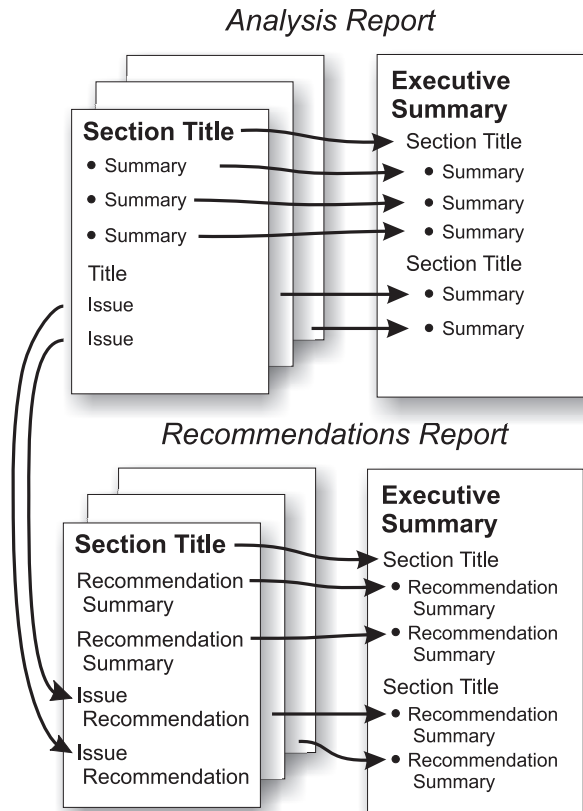 Analysis Report
Section Title
• Summary
• Summary
• Summary
Title
Issue
Issue
Executive
Summary
Section Title
• Summary
• Summary
• Summary
Section Title
• Summary
• Summary
Recommendations Report
Section Title
Recommendation
Summary
Recommendation
Summary
Issue
Recommendation
Issue
Recommendation
Executive
Summary
Section Title
• Recommendation
Summary
• Recommendation
Summary
Section Title
• Recommendation
Summary
• Recommendation
Summary